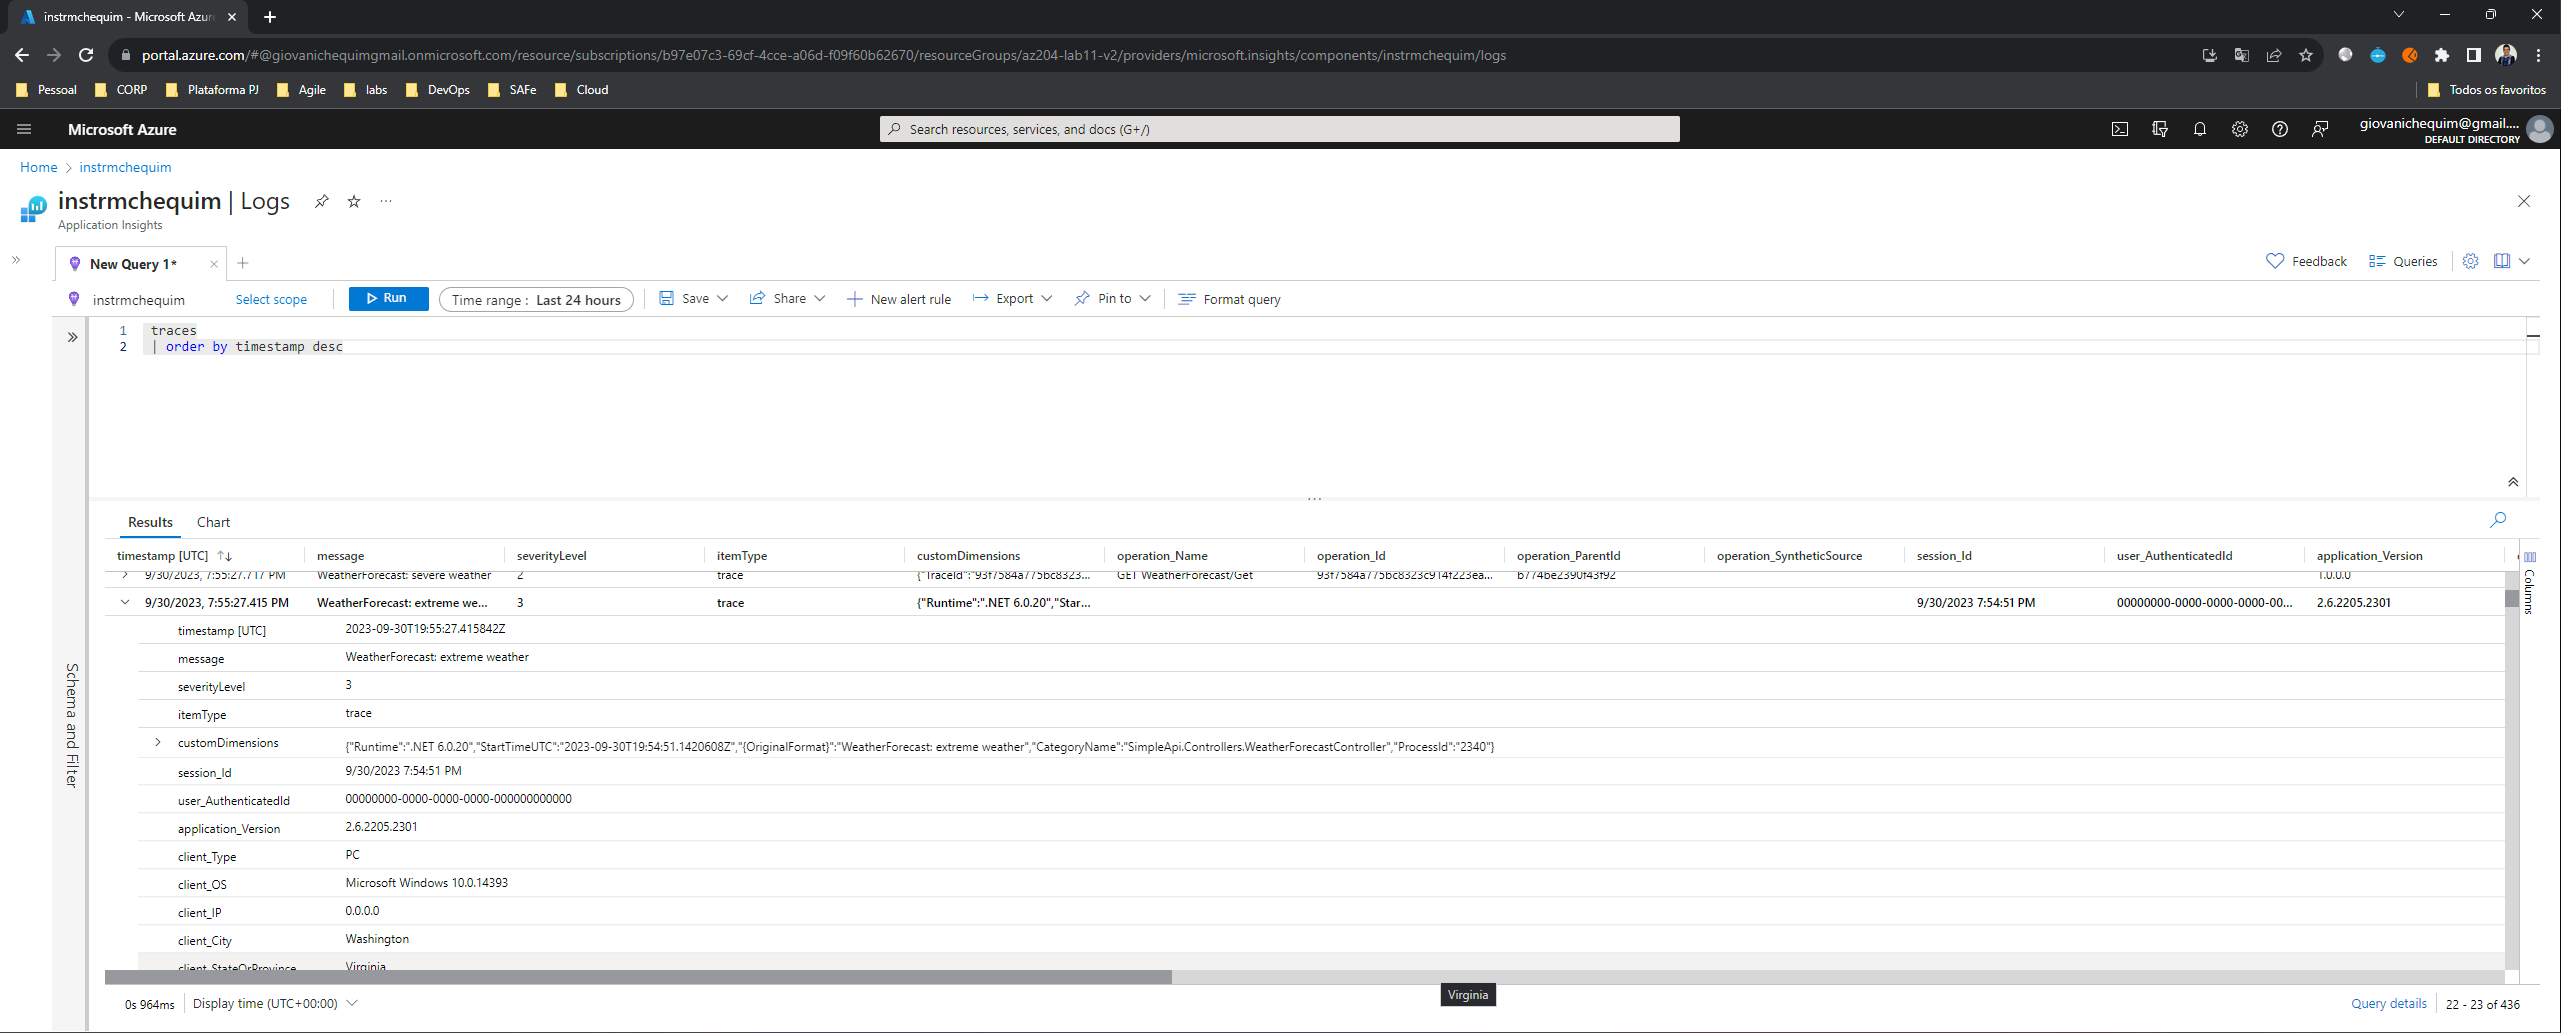 instrmchequim - Microsoft Azur
portal.azure.com/#@giovanichequimgmail.onmicrosoft.com/resource/subscriptions/b97e07c3-69cf-4cce-a06d-f09f60b62670/resourceGroups/az204-lab11-v2/providers/microsoft.insights/components/instrmchequim/logs
Pessoal CORP Plataforma PJ Agile labs DevOps SAFe Cloud Todos os favoritos
Microsoft Azure Search resources, services, and docs (G+/) giovanichequim@gmail....
DEFAULT DIRECTORY
Home > instrmchequim
instrmchequim | Logs
Application Insights
New Query 1* Feedback Queries
instrmchequim Select scope Run Time range : Last 24 hours Save Share New alert rule Export Pin to Format query
1 traces
2 | order by timestamp desc
Schema and Filter
Results Chart
timestamp [UTC] message severityLevel itemType customDimensions operation_Name operation_Id operation_ParentId operation_SyntheticSource session_Id user_AuthenticatedId application_Version
Columns
9/30/2023, 7:55:27.717 PM WeatherForecast: severe weather 2 trace {"TraceId":"93f7584a775bc8323... GET WeatherForecast/Get 93f7584a775bc8323c914f223ea... b774be2390f43f92 1.0.0.0
9/30/2023, 7:55:27.415 PM WeatherForecast: extreme we... 3 trace {"Runtime":".NET 6.0.20","Star... 9/30/2023 7:54:51 PM 00000000-0000-0000-0000-00... 2.6.2205.2301
timestamp [UTC] 2023-09-30T19:55:27.415842Z
message WeatherForecast: extreme weather
severityLevel 3
itemType trace
customDimensions {"Runtime":".NET 6.0.20","StartTimeUTC":"2023-09-30T19:54:51.1420608Z","{OriginalFormat}":"WeatherForecast: extreme weather","CategoryName":"SimpleApi.Controllers.WeatherForecastController","ProcessId":"2340"}
session_Id 9/30/2023 7:54:51 PM
user_AuthenticatedId 00000000-0000-0000-0000-000000000000
application_Version 2.6.2205.2301
client_Type PC
client_OS Microsoft Windows 10.0.14393
client_IP 0.0.0.0
client_City Washington
client_StateOrProvince Virginia
Virginia
0s 964ms Display time (UTC+00:00) Query details 22 - 23 of 436